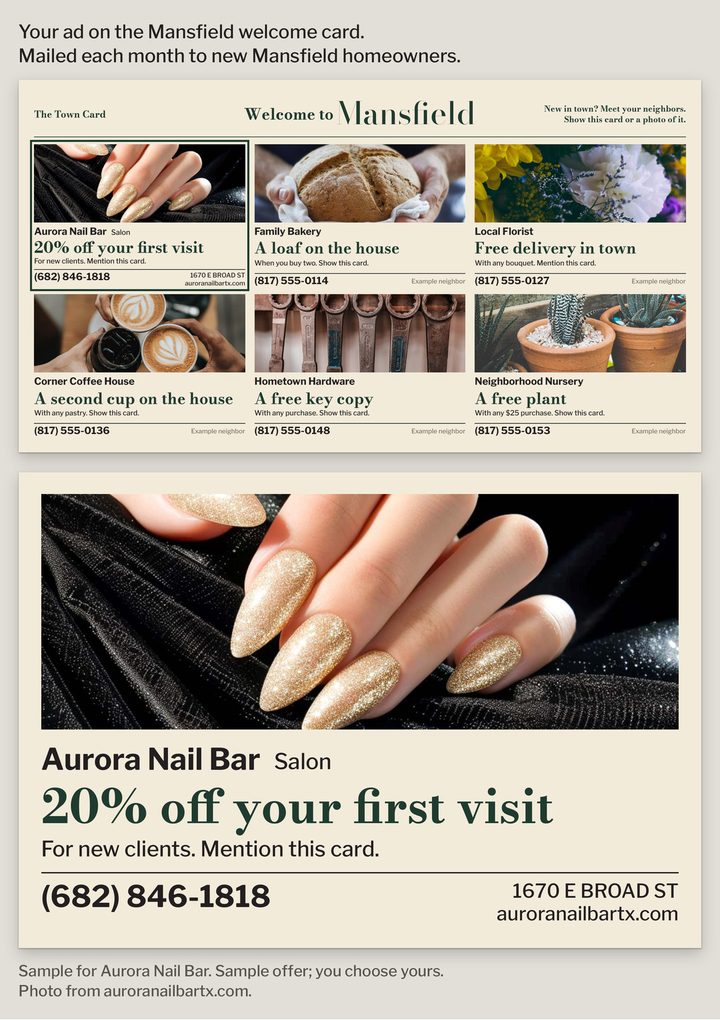 Your ad on the Mansfield welcome card.
Mailed each month to new Mansfield homeowners.
The Town Card
Welcome to Mansfield
New in town? Meet your neighbors.
Show this card or a photo of it.
Aurora Nail Bar Salon
20% off your first visit
For new clients. Mention this card.
(682) 846-1818
1670 E BROAD ST
auroranailbartx.com
Family Bakery
A loaf on the house
When you buy two. Show this card.
(817) 555-0114
Example neighbor
Local Florist
Free delivery in town
With any bouquet. Mention this card.
(817) 555-0127
Example neighbor
Corner Coffee House
A second cup on the house
With any pastry. Show this card.
(817) 555-0136
Example neighbor
Hometown Hardware
A free key copy
With any purchase. Show this card.
(817) 555-0148
Example neighbor
Neighborhood Nursery
A free plant
With any $25 purchase. Show this card.
(817) 555-0153
Example neighbor
Aurora Nail Bar Salon
20% off your first visit
For new clients. Mention this card.
(682) 846-1818
1670 E BROAD ST
auroranailbartx.com
Sample for Aurora Nail Bar. Sample offer; you choose yours.
Photo from auroranailbartx.com.